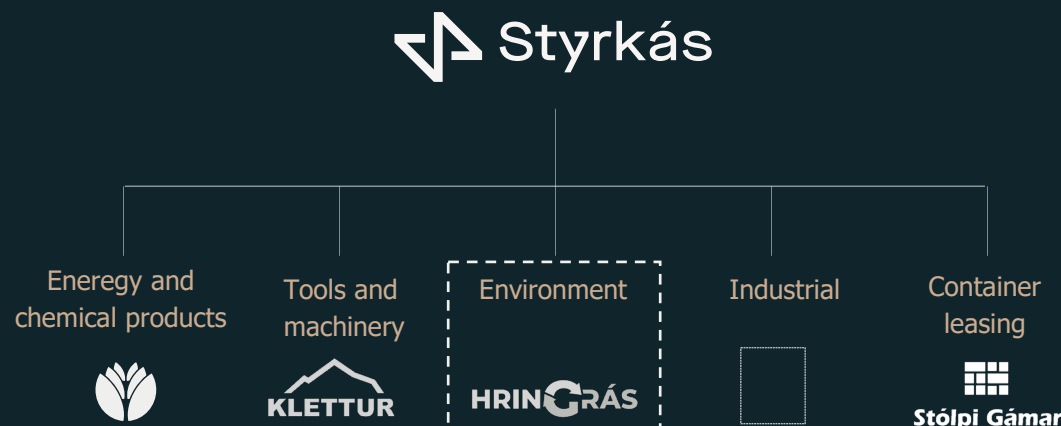 Styrkás
Eneregy and
chemical products
Tools and
machinery
KLETTUR
Environment
HRINGRÁS
Industrial
Container
leasing
Stólpi Gámar